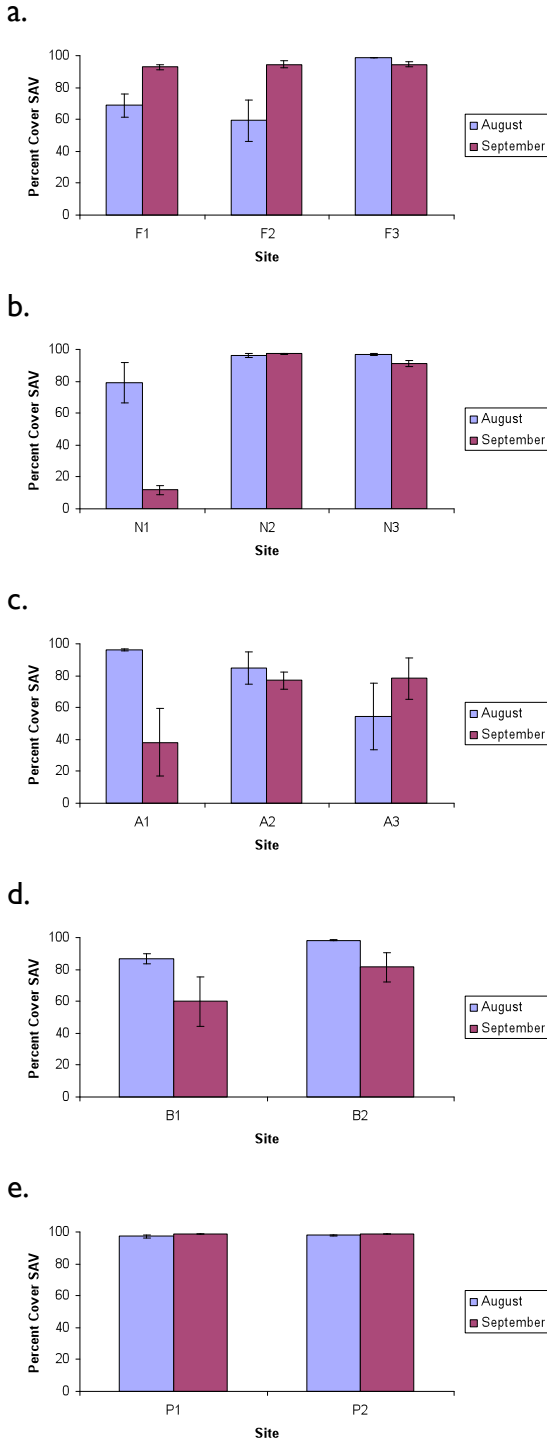 a.
100
80
60
40
20
0
Percent Cover SAV
F1 F2 F3
Site
August
September
b.
100
80
60
40
20
0
Percent Cover SAV
N1 N2 N3
Site
August
September
c.
100
80
60
40
20
0
Percent Cover SAV
A1 A2 A3
Site
August
September
d.
100
80
60
40
20
0
Percent Cover SAV
B1 B2
Site
August
September
e.
100
80
60
40
20
0
Percent Cover SAV
P1 P2
Site
August
September